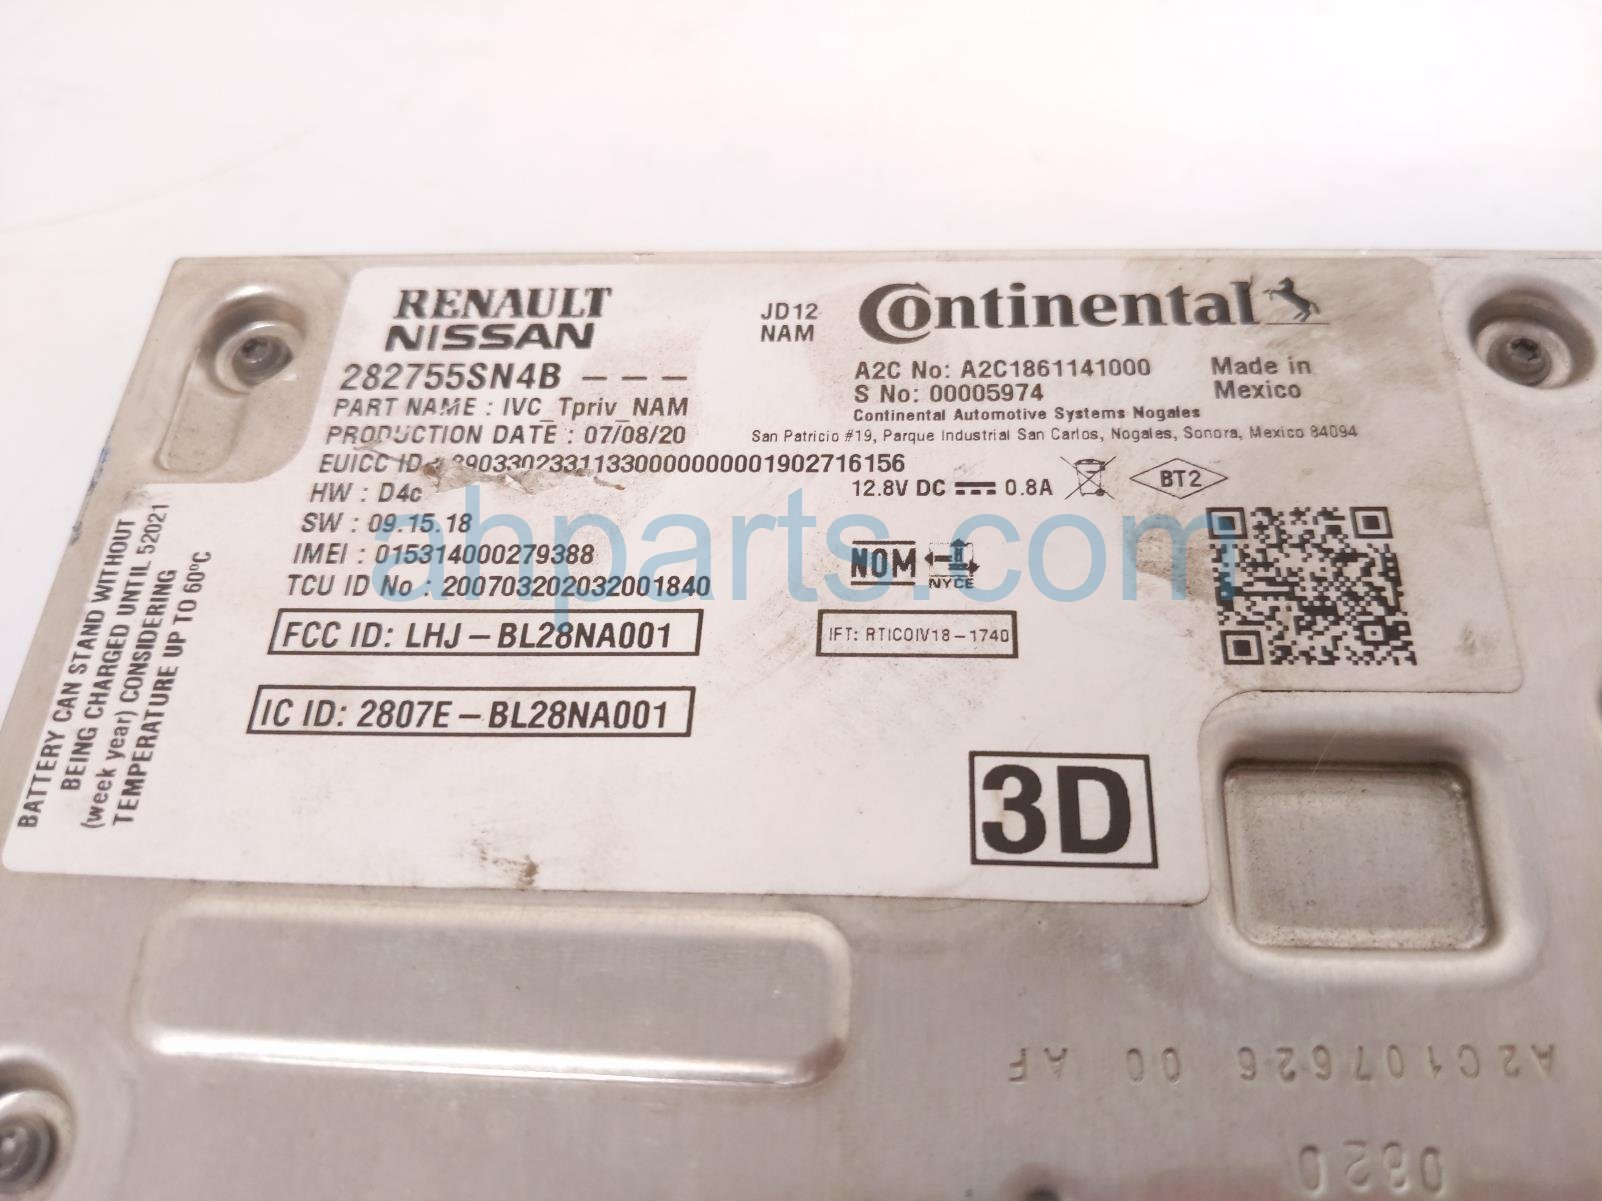 RENAULT
NISSAN
282755SN4B – – –
PART NAME : IVC_Tpriv_NAM
PRODUCTION DATE : 07/08/20
EUICC ID
HW : D4c
SW : 09.15.18
IMEI : 015314000279388
TCU ID No : 200703202032001840
FCC ID: LHJ – BL28NA001
IC ID: 2807E – BL28NA001
JD12
NAM
Continental
A2C No: A2C1861141000
S No: 00005974
Made in
Mexico
Continental Automotive Systems Nogales
San Patricio #19, Parque Industrial San Carlos, Nogales, Sonora, Mexico 84094
12.8V DC 0.8A
BT2
NOM
NYCE
IFT: RTICOIV18-1740
3D
BATTERY CAN STAND WITHOUT
BEING CHARGED UNTIL 52021
(week year) CONSIDERING
TEMPERATURE UP TO 60ºC
ahparts.com
A2C107626 00 AF
0820